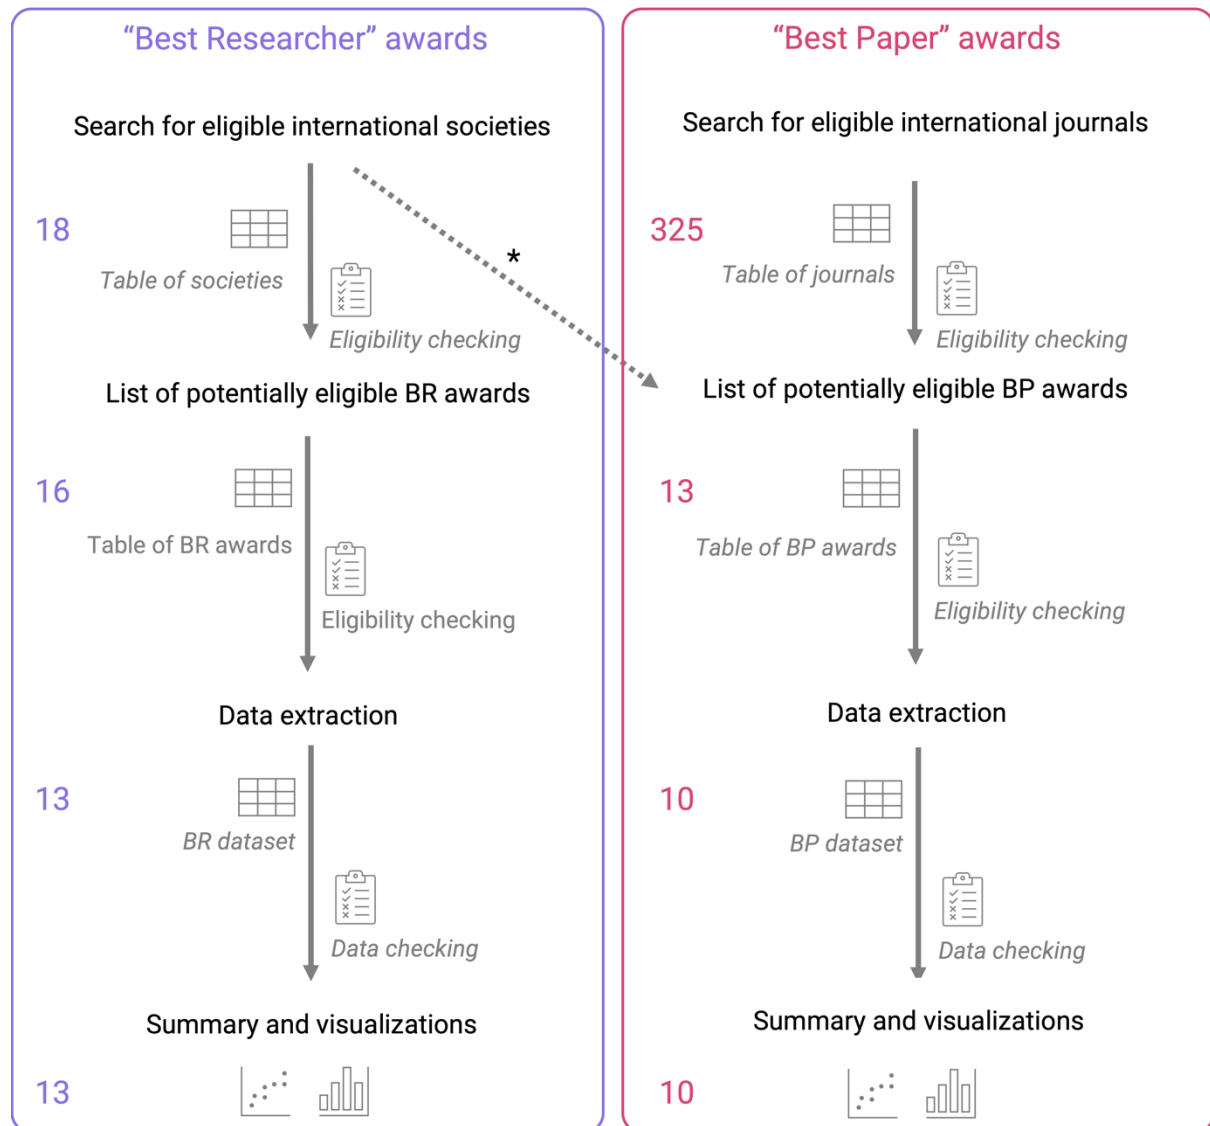 “Best Researcher” awards
Search for eligible international societies
18
Table of societies
*
Eligibility checking
List of potentially eligible BR awards
16
Table of BR awards
Eligibility checking
Data extraction
13
BR dataset
Data checking
Summary and visualizations
13
“Best Paper” awards
Search for eligible international journals
325
Table of journals
Eligibility checking
List of potentially eligible BP awards
13
Table of BP awards
Eligibility checking
Data extraction
10
BP dataset
Data checking
Summary and visualizations
10